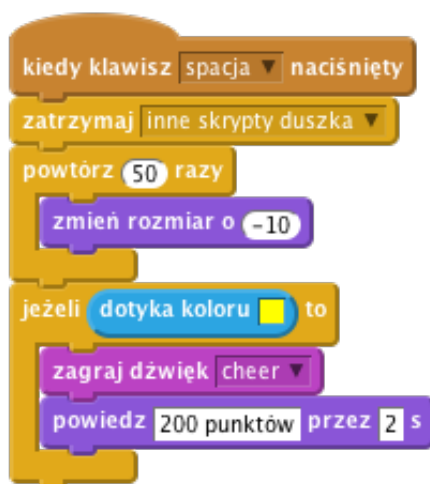 kiedy klawisz spacja naciśnięty
zatrzymaj inne skrypty duszka
powtórz 50 razy
zmień rozmiar o -10
jeżeli dotyka koloru to
zagraj dźwięk cheer
powiedz 200 punktów przez 2 s